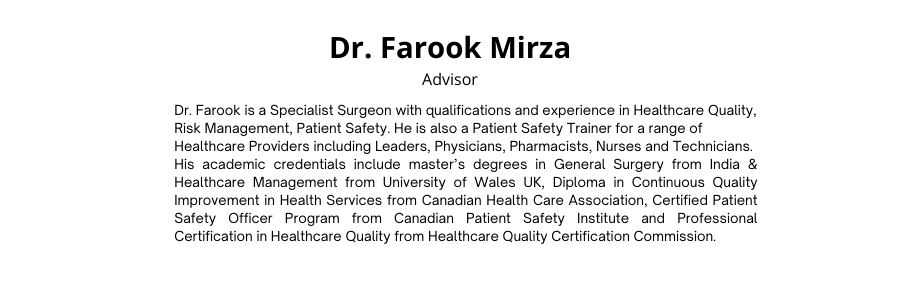 Dr. Farook Mirza
Advisor
Dr. Farook is a Specialist Surgeon with qualifications and experience in Healthcare Quality,
Risk Management, Patient Safety. He is also a Patient Safety Trainer for a range of
Healthcare Providers including Leaders, Physicians, Pharmacists, Nurses and Technicians.
His academic credentials include master’s degrees in General Surgery from India &
Healthcare Management from University of Wales UK, Diploma in Continuous Quality
Improvement in Health Services from Canadian Health Care Association, Certified Patient
Safety Officer Program from Canadian Patient Safety Institute and Professional
Certification in Healthcare Quality from Healthcare Quality Certification Commission.